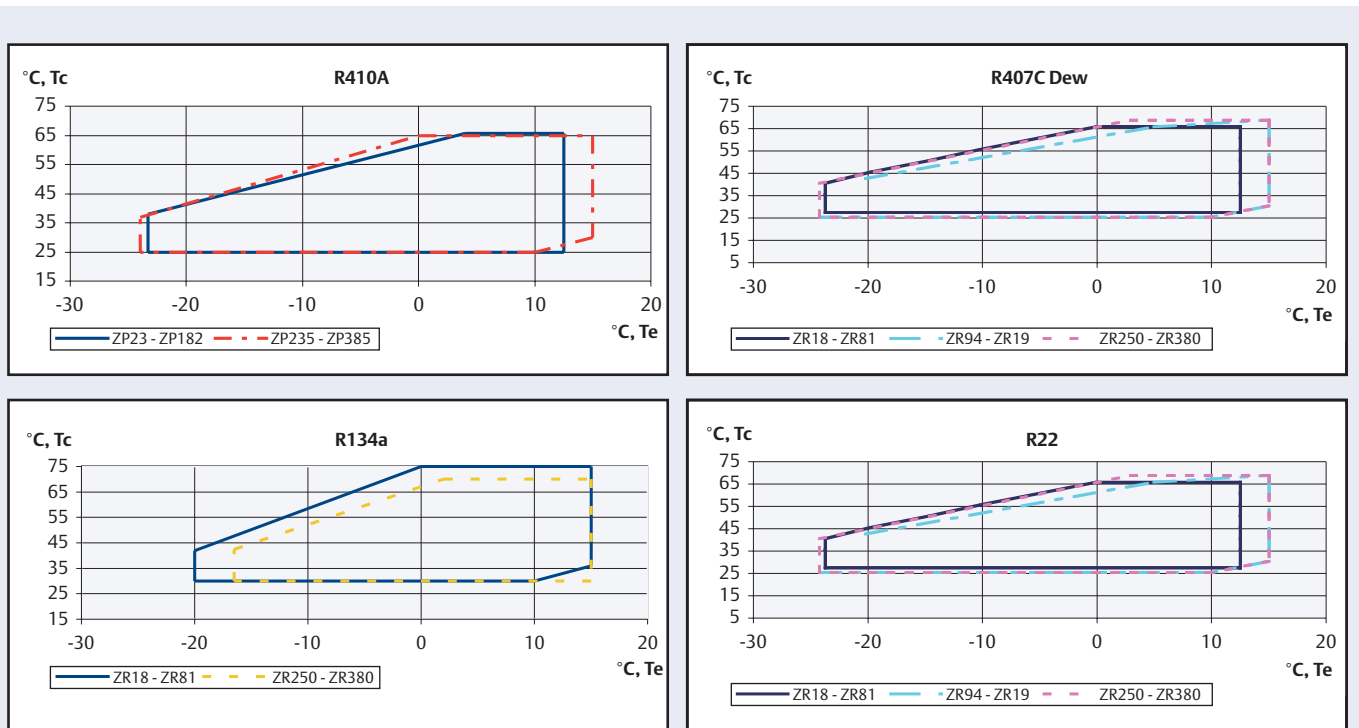 °C, Tc
R410A
75
65
55
45
35
25
15
-30 -20 -10 0 10 20
°C, Te
ZP23 - ZP182 ZP235 - ZP385
°C, Tc
R407C Dew
75
65
55
45
35
25
15
5
-30 -20 -10 0 10 20
°C, Te
ZR18 - ZR81 ZR94 - ZR19 ZR250 - ZR380
°C, Tc
R134a
75
65
55
45
35
25
15
-30 -20 -10 0 10 20
°C, Te
ZR18 - ZR81 ZR250 - ZR380
°C, Tc
R22
75
65
55
45
35
25
15
5
-30 -20 -10 0 10 20
°C, Te
ZR18 - ZR81 ZR94 - ZR19 ZR250 - ZR380